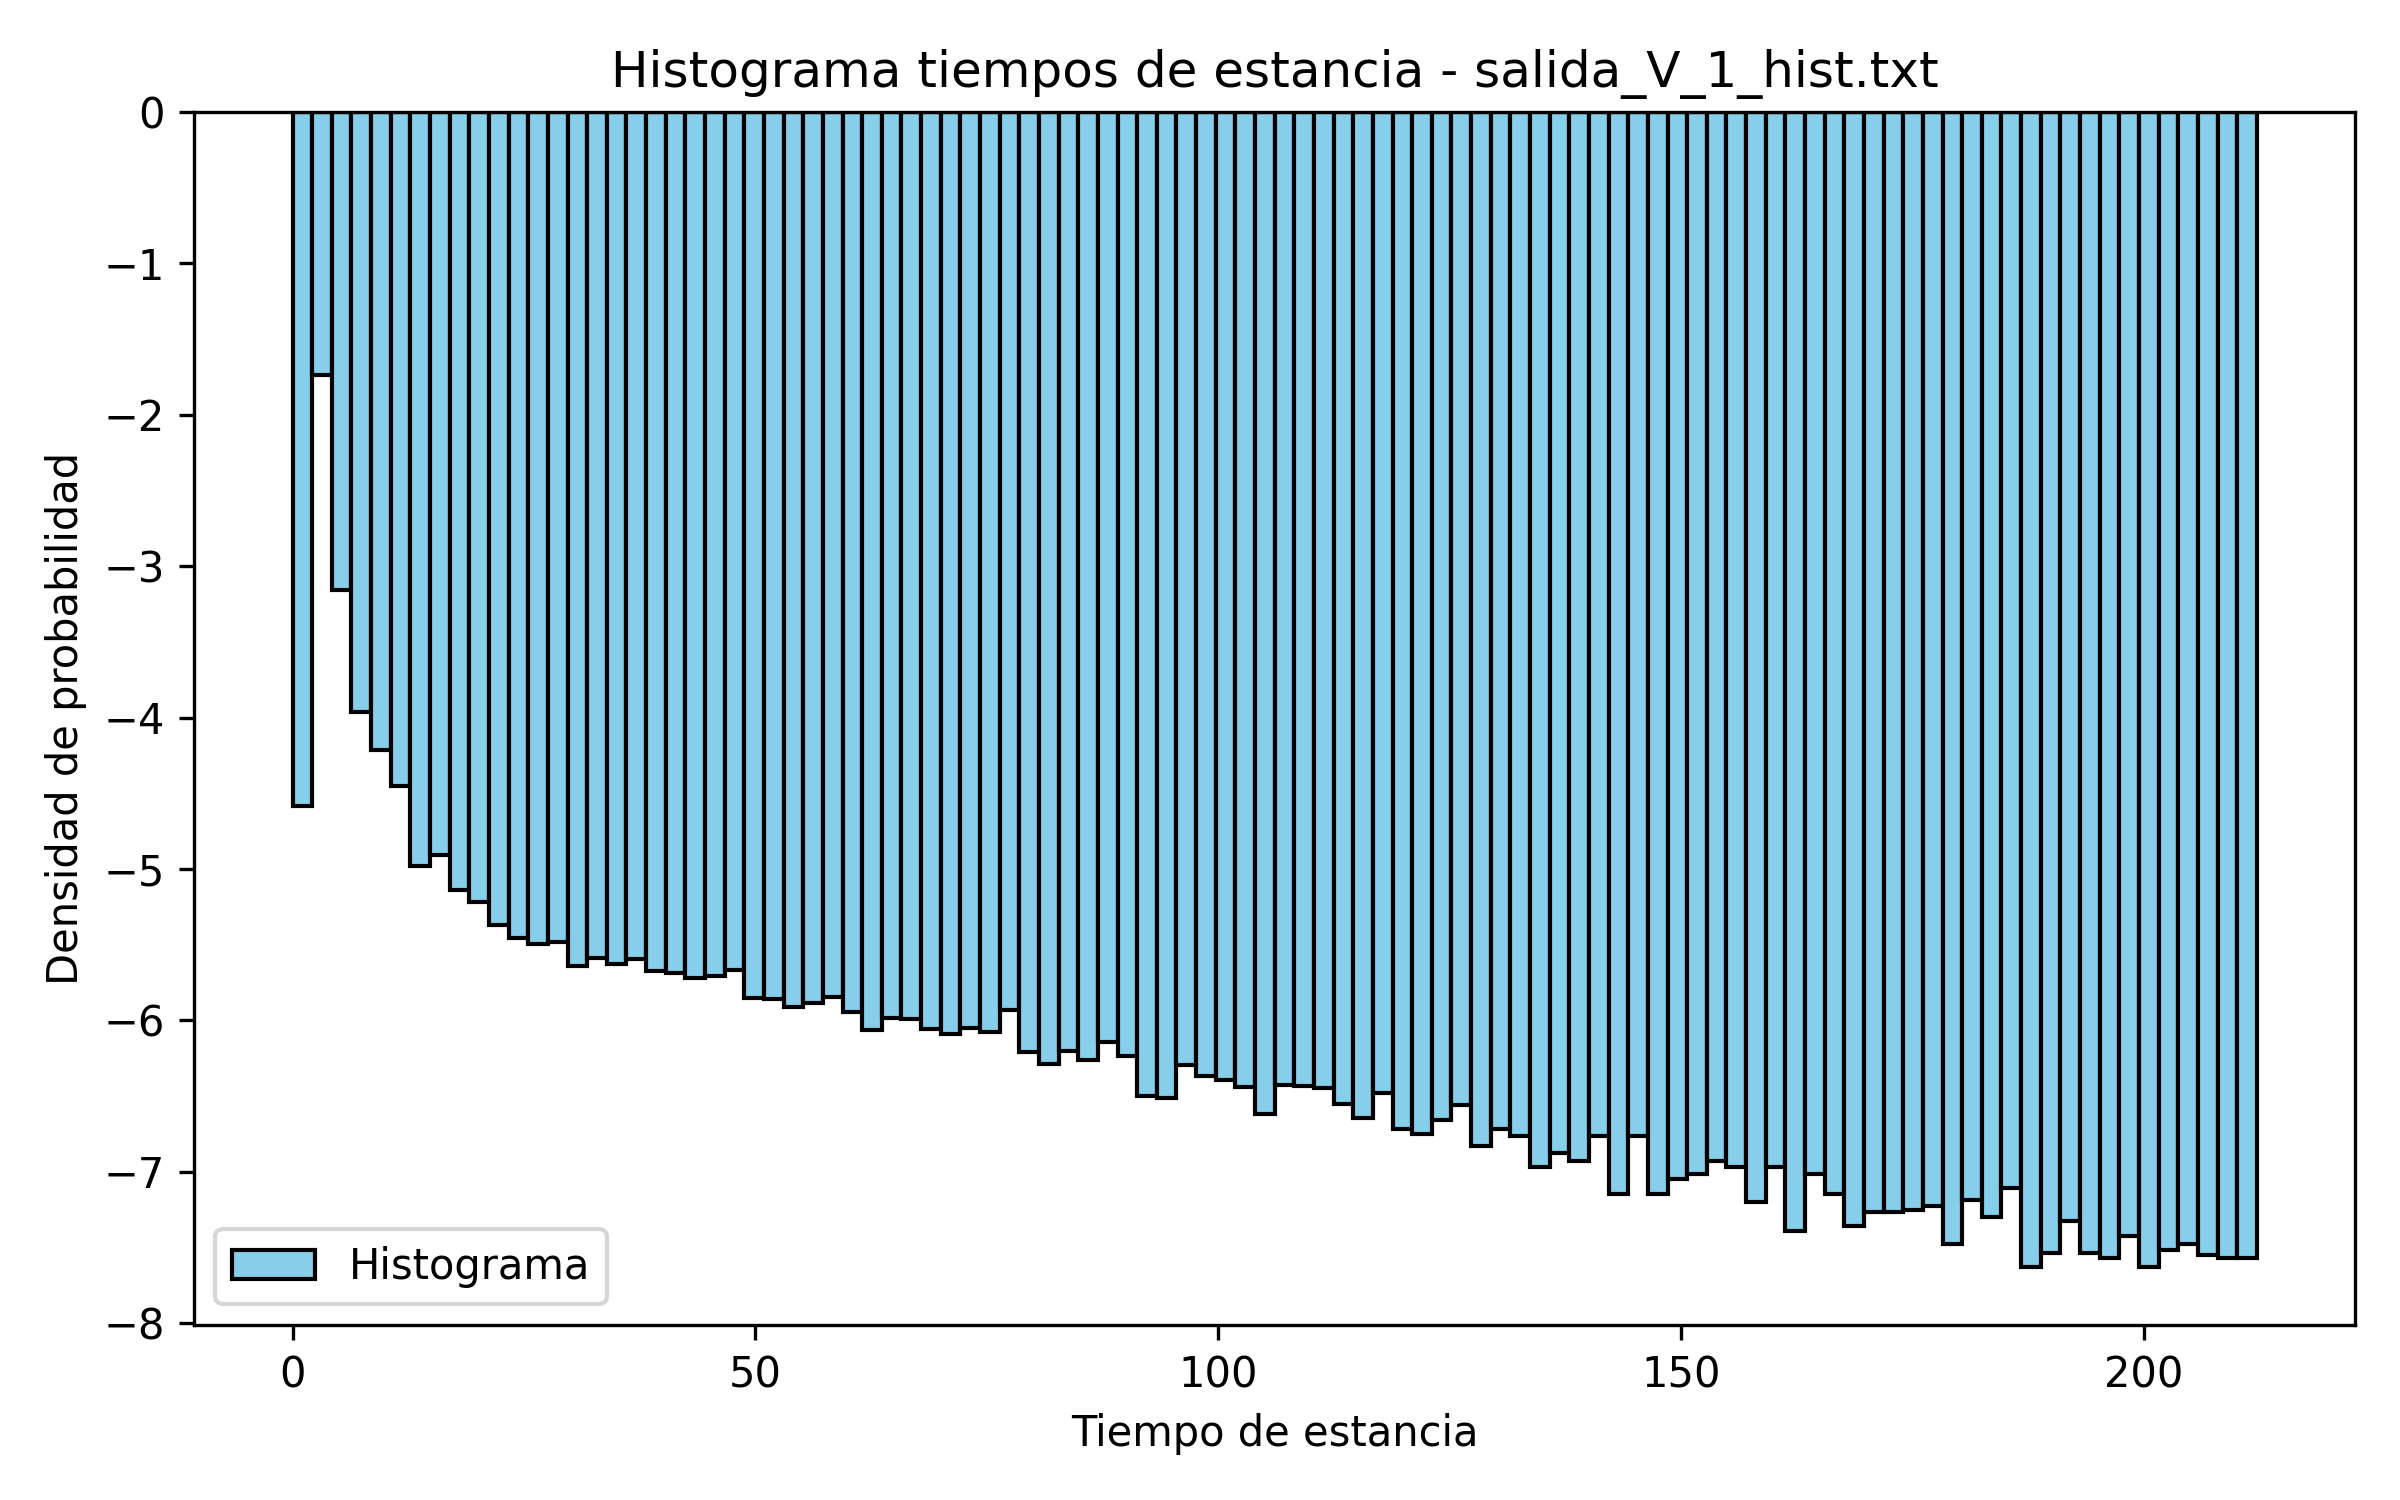 Histograma tiempos de estancia - salida_V_1_hist.txt
0
−1
−2
−3
−4
−5
−6
−7
−8
Densidad de probabilidad
Histograma
0 50 100 150 200
Tiempo de estancia